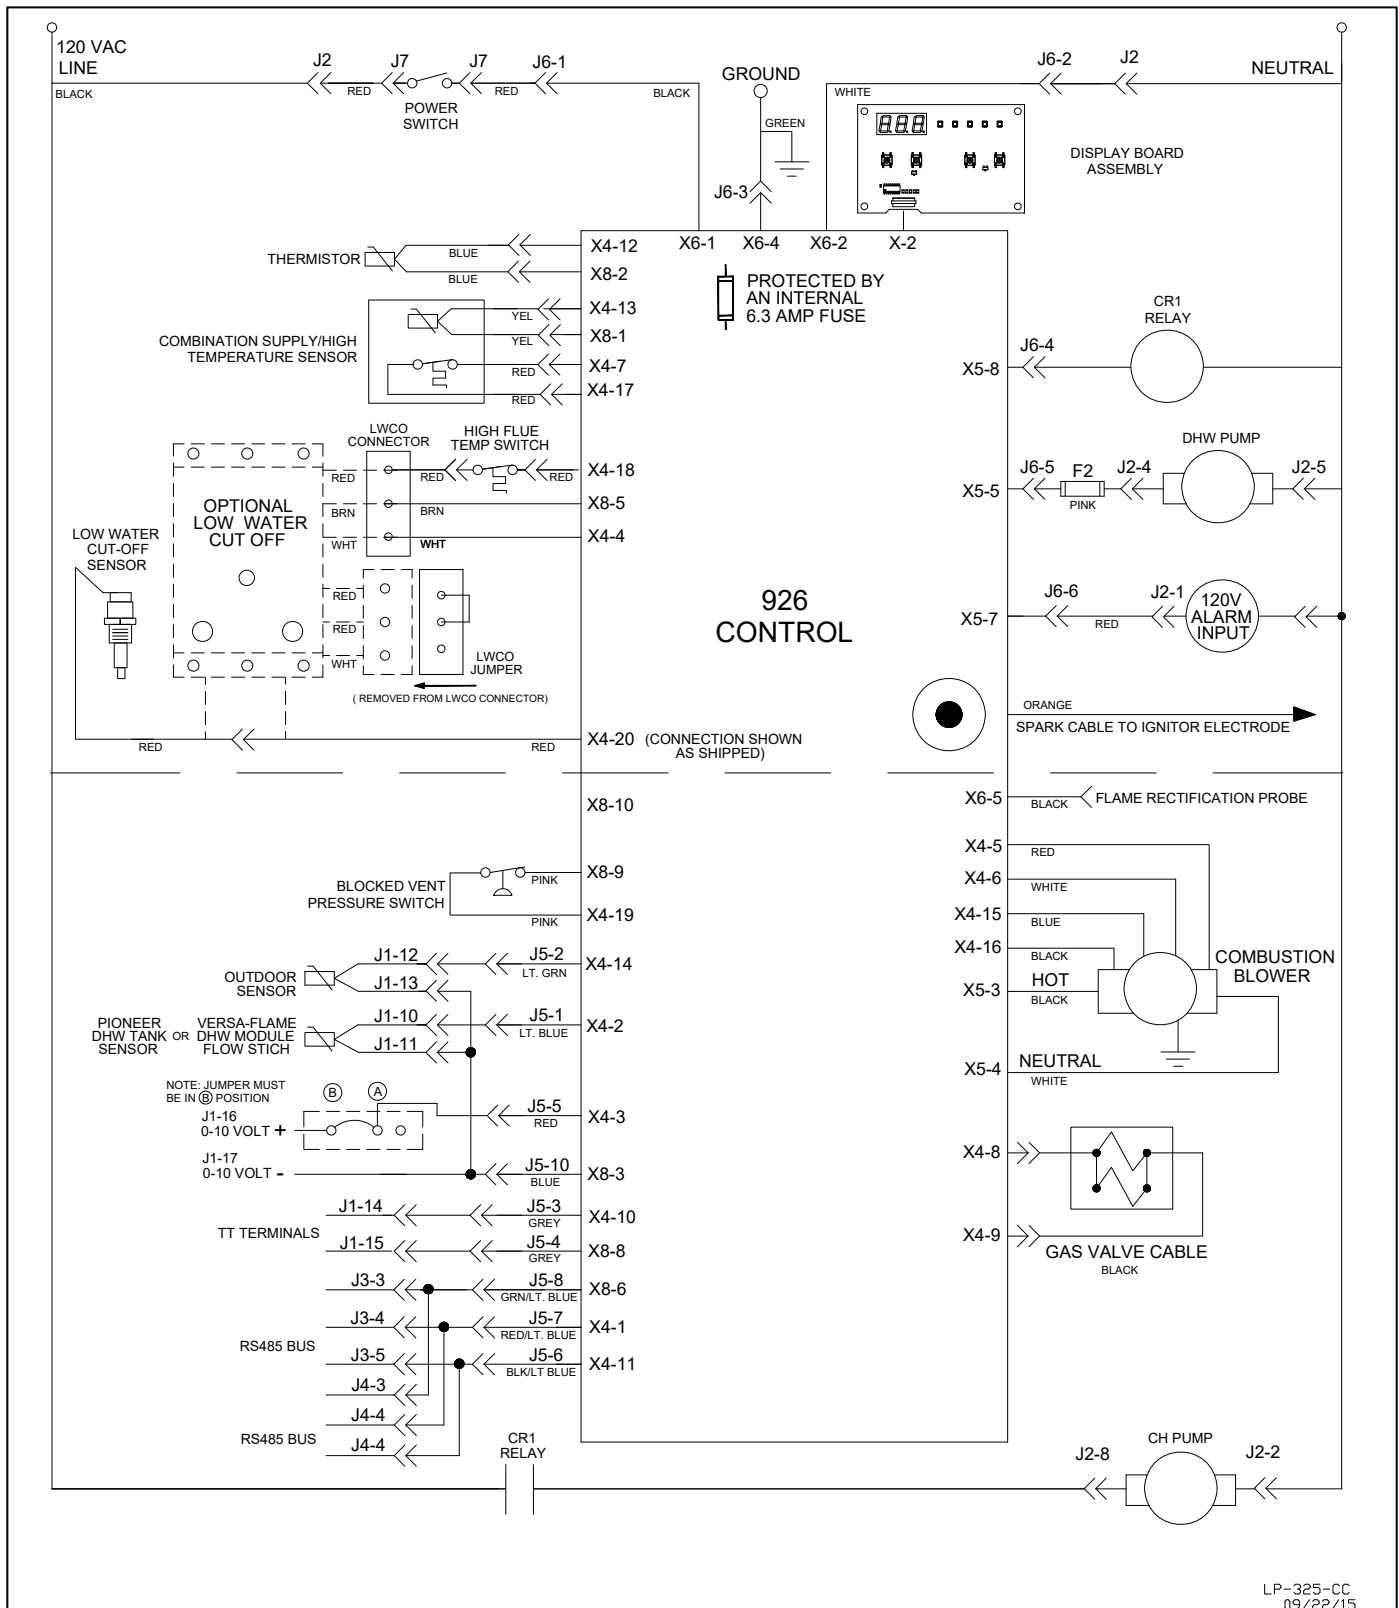 120 VAC
LINE
BLACK
J2
RED
J7
POWER
SWITCH
J7
RED
J6-1
BLACK
GROUND
GREEN
J6-3
WHITE
J6-2
J2
NEUTRAL
DISPLAY BOARD
ASSEMBLY
X6-1
X6-4
X6-2
X-2
PROTECTED BY
AN INTERNAL
6.3 AMP FUSE
THERMISTOR
BLUE
X4-12
BLUE
X8-2
COMBINATION SUPPLY/HIGH
TEMPERATURE SENSOR
YEL
X4-13
YEL
X8-1
RED
X4-7
RED
X4-17
CR1
RELAY
J6-4
X5-8
LWCO
CONNECTOR
HIGH FLUE
TEMP SWITCH
RED
RED
RED
X4-18
BRN
BRN
X8-5
WHT
WHT
X4-4
OPTIONAL
LOW WATER
CUT OFF
LOW WATER
CUT-OFF
SENSOR
RED
RED
WHT
LWCO
JUMPER
( REMOVED FROM LWCO CONNECTOR)
RED
RED
X4-20
(CONNECTION SHOWN
AS SHIPPED)
DHW PUMP
J6-5
F2
PINK
J2-4
J2-5
X5-5
926
CONTROL
X5-7
J6-6
RED
J2-1
120V
ALARM
INPUT
ORANGE
SPARK CABLE TO IGNITOR ELECTRODE
X8-10
X6-5
BLACK
FLAME RECTIFICATION PROBE
X4-5
RED
X4-6
WHITE
X4-15
BLUE
X4-16
BLACK
X5-3
HOT
BLACK
COMBUSTION
BLOWER
X5-4
NEUTRAL
WHITE
BLOCKED VENT
PRESSURE SWITCH
PINK
X8-9
PINK
X4-19
OUTDOOR
SENSOR
J1-12
J5-2
LT. GRN
X4-14
J1-13
PIONEER
DHW TANK
SENSOR
OR
VERSA-FLAME
DHW MODULE
FLOW STICH
J1-10
J5-1
LT. BLUE
X4-2
J1-11
NOTE: JUMPER MUST
BE IN B POSITION
B
A
J1-16
0-10 VOLT +
J5-5
RED
X4-3
J1-17
0-10 VOLT -
J5-10
BLUE
X8-3
X4-8
X4-9
GAS VALVE CABLE
BLACK
TT TERMINALS
J1-14
J5-3
GREY
X4-10
J1-15
J5-4
GREY
X8-8
RS485 BUS
J3-3
J5-8
GRN/LT. BLUE
X8-6
J3-4
J5-7
RED/LT. BLUE
X4-1
J3-5
J5-6
BLK/LT BLUE
X4-11
RS485 BUS
J4-3
J4-4
J4-4
CR1
RELAY
J2-8
CH PUMP
J2-2
LP-325-CC
09/22/15